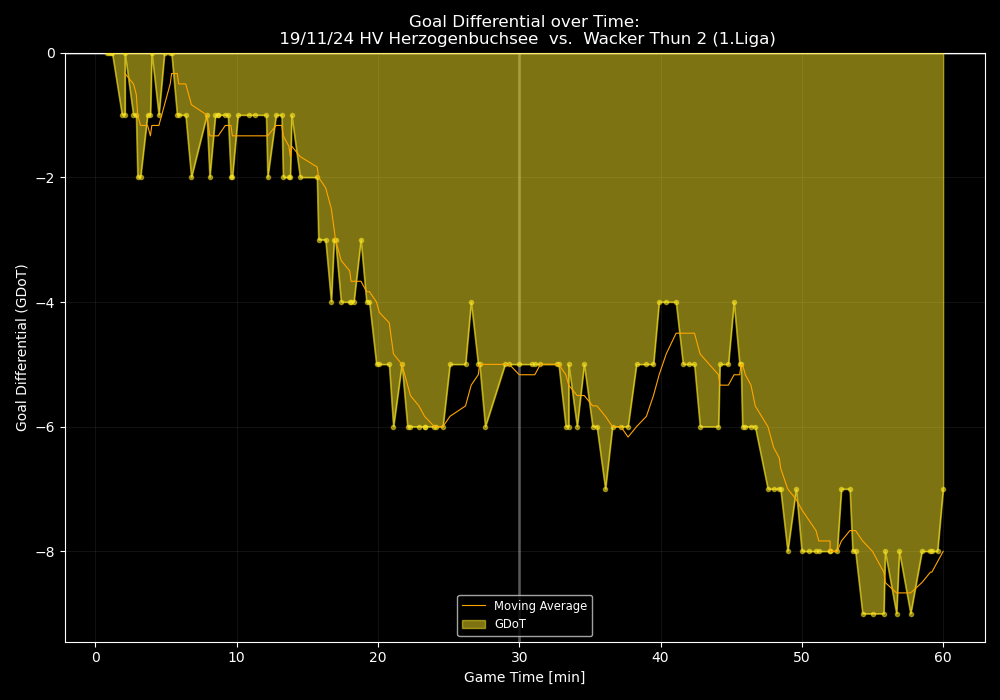 Goal Differential over Time:
19/11/24 HV Herzogenbuchsee  vs.  Wacker Thun 2 (1.Liga)
Goal Differential (GDoT)
0
−2
−4
−6
−8
Moving Average
GDoT
0 10 20 30 40 50 60
Game Time [min]